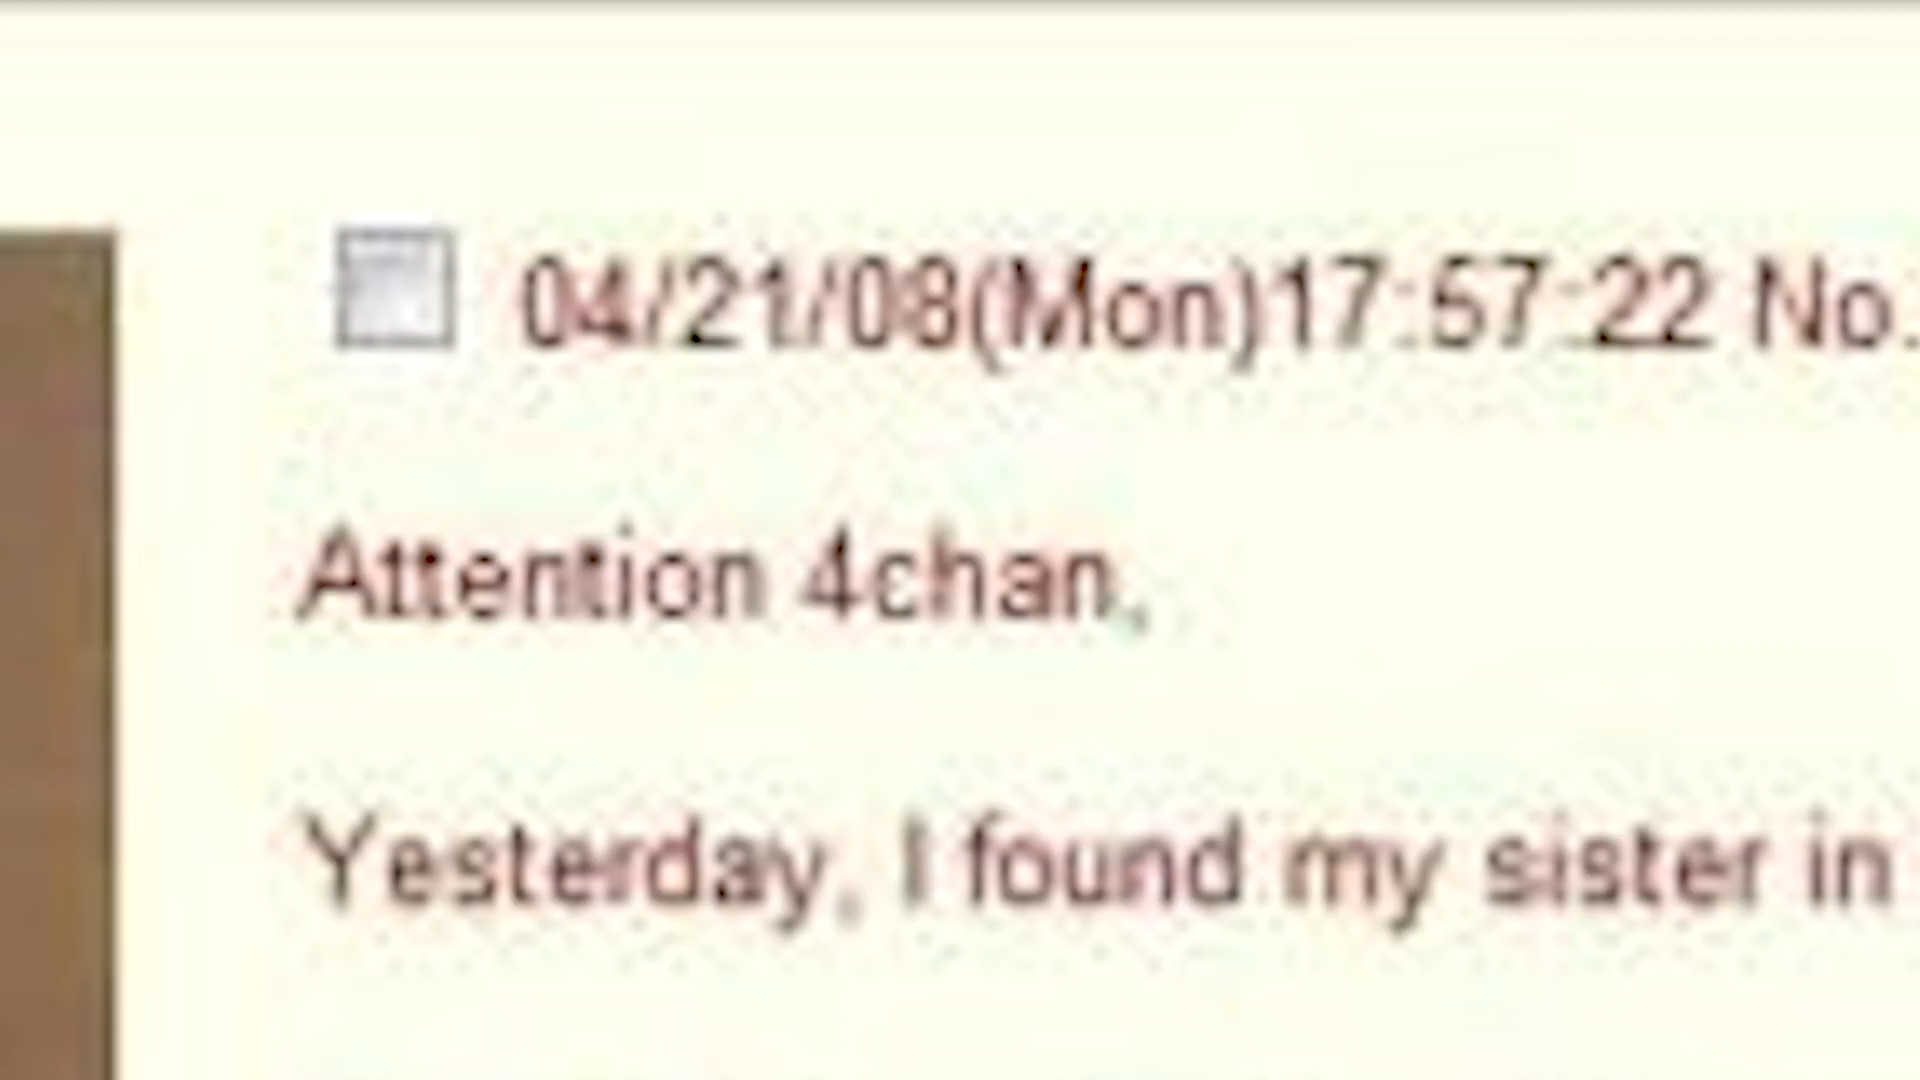 04/21/08(Mon)17:57:22 No.
Attention 4chan,
Yesterday, I found my sister in